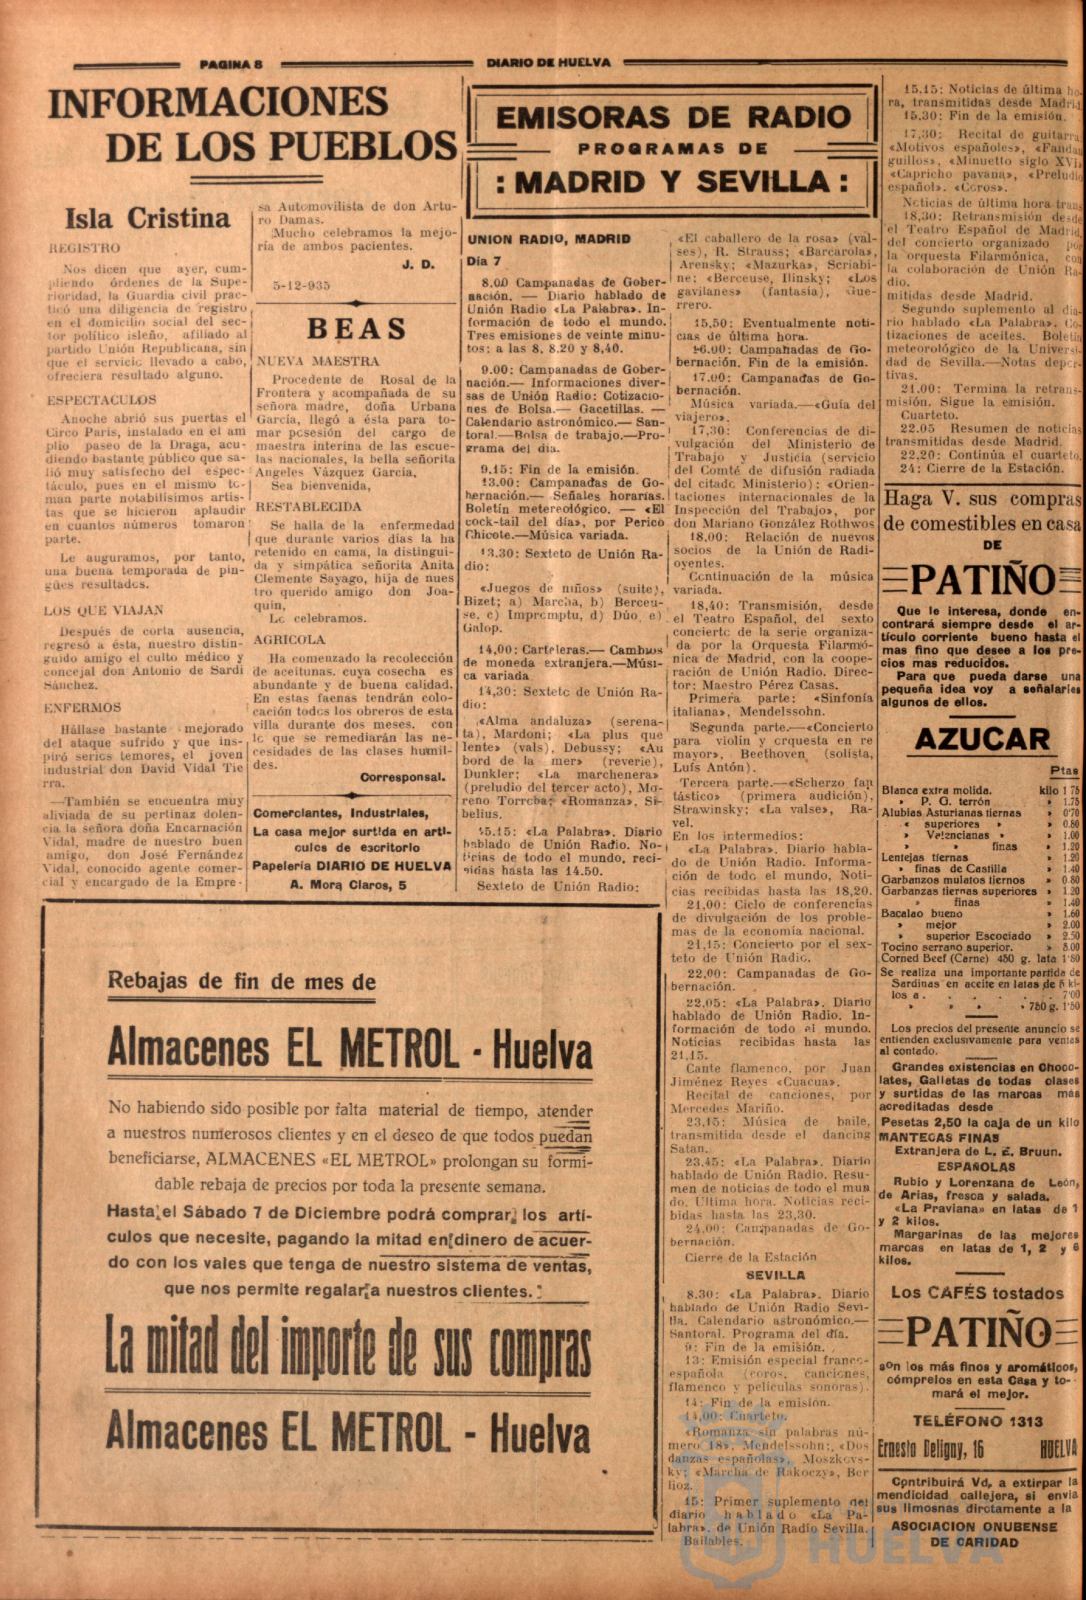 PAGINA 8
DIARIO DE HUELVA
INFORMACIONES
DE LOS PUEBLOS
Isla Cristina
REGISTRO
Nos dicen que ayer, cum-
pliendo órdenes de la Supe-
rioridad, la Guardia civil prac-
ticó una diligencia de registro
en el domicilio social del sec-
tor político isleño, afiliado al
partido Unión Republicana, sin
que el servicio llevado a cabo,
ofreciera resultado alguno.
ESPECTACULOS
Anoche abrió sus puertas el
Circo París, instalado en el am
plio paseo de la Draga, acu-
diendo bastante público que sa-
lió muy satisfecho del espec-
táculo, pues en el mismo to-
man parte notabilísimos artis-
tas que se hicieron aplaudir
en cuantos números tomaron
parte.
Le auguramos, por tanto,
una buena temporada de pin-
gües resultados.
LOS QUE VIAJAN
Después de corta ausencia,
regresó a ésta, nuestro distin-
guido amigo el culto médico y
concejal don Antonio de Sardi
Sánchez.
ENFERMOS
Hállase bastante mejorado
del ataque sufrido y que ins-
piró serios temores, el joven
industrial don David Vidal Tie
rra.
—También se encuentra muy
aliviada de su pertinaz dolen-
cia la señora doña Encarnación
Vidal, madre de nuestro buen
amigo, don José Fernández
Vidal, conocido agente comer-
cial y encargado de la Empre-
sa Automovilista de don Artu-
ro Damas.
Mucho celebramos la mejo-
ría de ambos pacientes.
J. D.
5-12-935
BEAS
NUEVA MAESTRA
Procedente de Rosal de la
Frontera y acompañada de su
señora madre, doña Urbana
García, llegó a ésta para to-
mar posesión del cargo de
maestra interina de las escue-
las nacionales, la bella señorita
Angeles Vázquez García,
Sea bienvenida,
RESTABLECIDA
Se halla de la enfermedad
que durante varios días la ha
retenido en cama, la distingui-
da y simpática señorita Anita
Clemente Sayago, hija de nues
tro querido amigo don Joa-
quín,
Lo celebramos.
AGRICOLA
Ha comenzado la recolección
de aceitunas. cuya cosecha es
abundante y de buena calidad.
En estas faenas tendrán colo-
cación todos los obreros de esta
villa durante dos meses. con
lo que se remediarán las ne-
cesidades de las clases humil-
des.
Corresponsal.
Comerciantes, Industriales,
La casa mejor surtida en artí-
culos de escritorio
Papelería DIARIO DE HUELVA
A. Mora Claros, 5
EMISORAS DE RADIO
PROGRAMAS DE
: MADRID Y SEVILLA :
UNION RADIO, MADRID
Día 7
8.00 Campanadas de Gober-
nación. — Diario hablado de
Unión Radio «La Palabra». In-
formación de todo el mundo.
Tres emisiones de veinte minu-
tos: a las 8, 8.20 y 8,40.
9.00: Campanadas de Gober-
nación.— Informaciones diver-
sas de Unión Radio: Cotizacio-
nes de Bolsa.— Gacetillas. —
Calendario astronómico.— San-
toral.—Bolsa de trabajo.—Pro-
grama del día.
9.15: Fin de la emisión.
13.00: Campanadas de Go-
bernación.— Señales horarias.
Boletín metereológico. — «El
cock-tail del día», por Perico
Chicote.—Música variada.
13.30: Sexteto de Unión Ra-
dio:
«Juegos de niños» (suite),
Bizet; a) Marcha, b) Berceu-
se, c) Impromptu, d) Dúo, e)
Galop.
14,00: Carteleras.— Cambios
de moneda extranjera.—Músi-
ca variada
14,30: Sexteto de Unión Ra-
dio:
«Alma andaluza» (serena-
ta), Mardoni; «La plus que
lente» (vals), Debussy; «Au
bord de la mer» (reverie),
Dunkler; «La marchenera»
(preludio del tercer acto), Mo-
reno Torroba; «Romanza», Si-
belius.
15.15: «La Palabra». Diario
hablado de Unión Radio. No-
ticias de todo el mundo, reci-
bidas hasta las 14.50.
Sexteto de Unión Radio:
«El caballero de la rosa» (val-
ses), R. Strauss; «Barcarola»,
Arensky; «Mazurka», Scriabi-
ne; «Berceuse, Ilinsky; «Los
gavilanes» (fantasía), Gue-
rrero.
15,50: Eventualmente noti-
cias de última hora.
16.00: Campanadas de Go-
bernación. Fin de la emisión.
17.00: Campanadas de Go-
bernación.
Música variada.—«Guía del
viajero».
17,30: Conferencias de di-
vulgación del Ministerio de
Trabajo y Justicia (servicio
del Comité de difusión radiada
del citado Ministerio): «Orien-
taciones internacionales de la
Inspección del Trabajo», por
don Mariano González Rothwos
18,00: Relación de nuevos
socios de la Unión de Radi-
oyentes.
Continuación de la música
variada.
18,40: Transmisión, desde
el Teatro Español, del sexto
concierto de la serie organiza-
da por la Orquesta Filarmó-
nica de Madrid, con la coope-
ración de Unión Radio. Direc-
tor: Maestro Pérez Casas.
Primera parte: «Sinfonía
italiana», Mendelssohn.
Segunda parte.—«Concierto
para violín y orquesta en re
mayor», Beethoven (solista,
Luis Antón).
Tercera parte.—«Scherzo fan
tástico» (primera audición),
Strawinsky; «La valse», Ra-
vel.
En los intermedios:
«La Palabra». Diario habla-
do de Unión Radio. Informa-
ción de todo el mundo, Noti-
cias recibidas hasta las 18,20.
21,00: Ciclo de conferencias
de divulgación de los proble-
mas de la economía nacional.
21,15: Concierto por el sex-
teto de Unión Radio.
22,00: Campanadas de Go-
bernación.
22,05: «La Palabra». Diario
hablado de Unión Radio. In-
formación de todo el mundo.
Noticias recibidas hasta las
21,15.
Cante flamenco, por Juan
Jiménez Reyes «Cuacua».
Recital de canciones, por
Mercedes Mariño.
23,15: Música de baile,
transmitida desde el dancing
Satan.
23,45: «La Palabra». Diario
hablado de Unión Radio. Resu-
men de noticias de todo el mun
do. Ultima hora. Noticias reci-
bidas hasta las 23,30.
24,00: Campanadas de Go-
bernación.
Cierre de la Estación
SEVILLA
8.30: «La Palabra». Diario
hablado de Unión Radio Sevi-
lla. Calendario astronómico.—
Santoral. Programa del día.
9: Fin de la emisión.
13: Emisión especial franco-
española (coros, canciones,
flamenco y películas sonoras).
14: Fin de la emisión.
14,00: Cuarteto.
«Romanza sin palabras nú-
mero 18», Mendelssohn; «Dos
danzas españolas», Moszkovs-
ky; «Marcha de Rakoczy», Ber
lioz.
15: Primer suplemento del
diario hablado «La Pa-
labra», de Unión Radio Sevilla.
Bailables.
15,15: Noticias de última ho-
ra, transmitidas desde Madrid.
15,30: Fin de la emisión.
17,30: Recital de guitarra
«Motivos españoles», «Fandan
guillos», «Minuetto siglo XVI»
«Capricho pavana», «Preludio
español». «Coros».
Noticias de última hora trans
18,30: Retransmisión desde
el Teatro Español de Madrid,
del concierto organizado por
la orquesta Filarmónica, con
la colaboración de Unión Ra-
dio.
mitidas desde Madrid.
Segundo suplemento al dia-
rio hablado «La Palabra». Co-
tizaciones de aceites. Boletín
meteorológico de la Universi-
dad de Sevilla.—Notas depor-
tivas.
21.00: Termina la retrans-
misión. Sigue la emisión.
Cuarteto.
22.05 Resumen de noticias
transmitidas desde Madrid.
22,20: Continúa el cuarteto,
24: Cierre de la Estación.
Haga V. sus compras
de comestibles en casa
DE
PATIÑO
Que le interesa, donde en-
contrará siempre desde el ar-
tículo corriente bueno hasta el
mas fino que desee a los pre-
cios mas reducidos.
Para que pueda darse una
pequeña idea voy a señalarles
algunos de ellos.
AZUCAR
Ptas
Blanca extra molida. kilo 1 75
» P. G. terrón » 1.75
Alubias Asturianas tiernas » 0'70
« superiores » » 0.80
» Valencianas » » 1.00
» » finas » 1.20
Lentejas tiernas » 1.20
» finas de Castilla » 1.40
Garbanzos mulatos tiernos » 0.80
Garbanzas tiernas superiores » 1.20
» finas » 1.40
Bacalao bueno » 1.60
» mejor » 2.00
» superior Escociado » 2.50
Tocino serrano superior. » 3.00
Corned Beef (Carne) 450 g. lata 1'80
Se realiza una importante partida de
Sardinas en aceite en latas de 5 ki-
los a . . . . . . 7'00
» » » » 750 g. 1'50
Los precios del presente anuncio se
entienden exclusivamente para ventas
al contado.
Grandes existencias en Choco-
lates, Galletas de todas clases
y surtidas de las marcas más
acreditadas desde
Pesetas 2,50 la caja de un kilo
MANTECAS FINAS
Extranjera de L. E. Bruun.
ESPAÑOLAS
Rubio y Lorenzana de León,
de Arias, fresca y salada.
«La Praviana» en latas de 1
y 2 kilos.
Margarinas de las mejores
marcas en latas de 1, 2 y 6
kilos.
Los CAFÉS tostados
PATIÑO
son los más finos y aromáticos,
cómprelos en esta Casa y to-
mará el mejor.
TELÉFONO 1313
Ernesto Deligny, 16 HUELVA
Contribuirá Vd. a extirpar la
mendicidad callejera, si envía
sus limosnas directamente a la
ASOCIACION ONUBENSE
DE CARIDAD
Rebajas de fin de mes de
Almacenes EL METROL - Huelva
No habiendo sido posible por falta material de tiempo, atender
a nuestros numerosos clientes y en el deseo de que todos puedan
beneficiarse, ALMACENES «EL METROL» prolongan su formi-
dable rebaja de precios por toda la presente semana.
Hasta el Sábado 7 de Diciembre podrá comprar los artí-
culos que necesite, pagando la mitad en dinero de acuer-
do con los vales que tenga de nuestro sistema de ventas,
que nos permite regalar a nuestros clientes.
La mitad del importe de sus compras
Almacenes EL METROL - Huelva
HUELVA